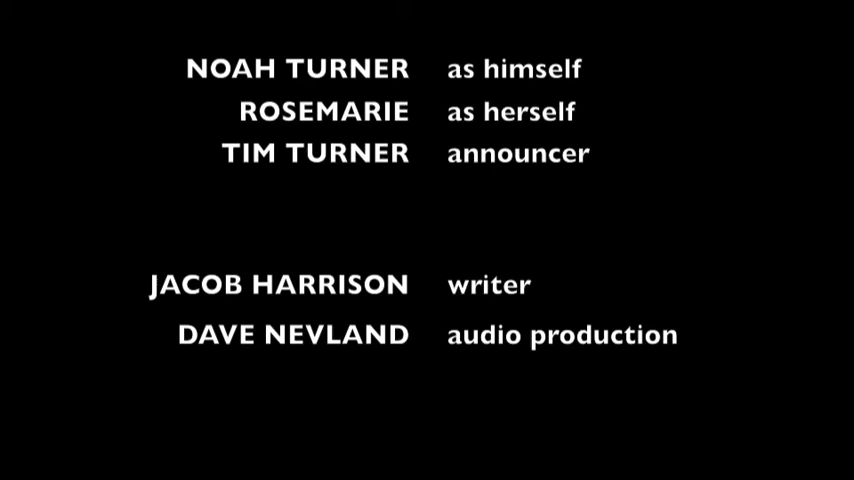 NOAH TURNER as himself
ROSEMARIE as herself
TIM TURNER announcer
JACOB HARRISON writer
DAVE NEVLAND audio production